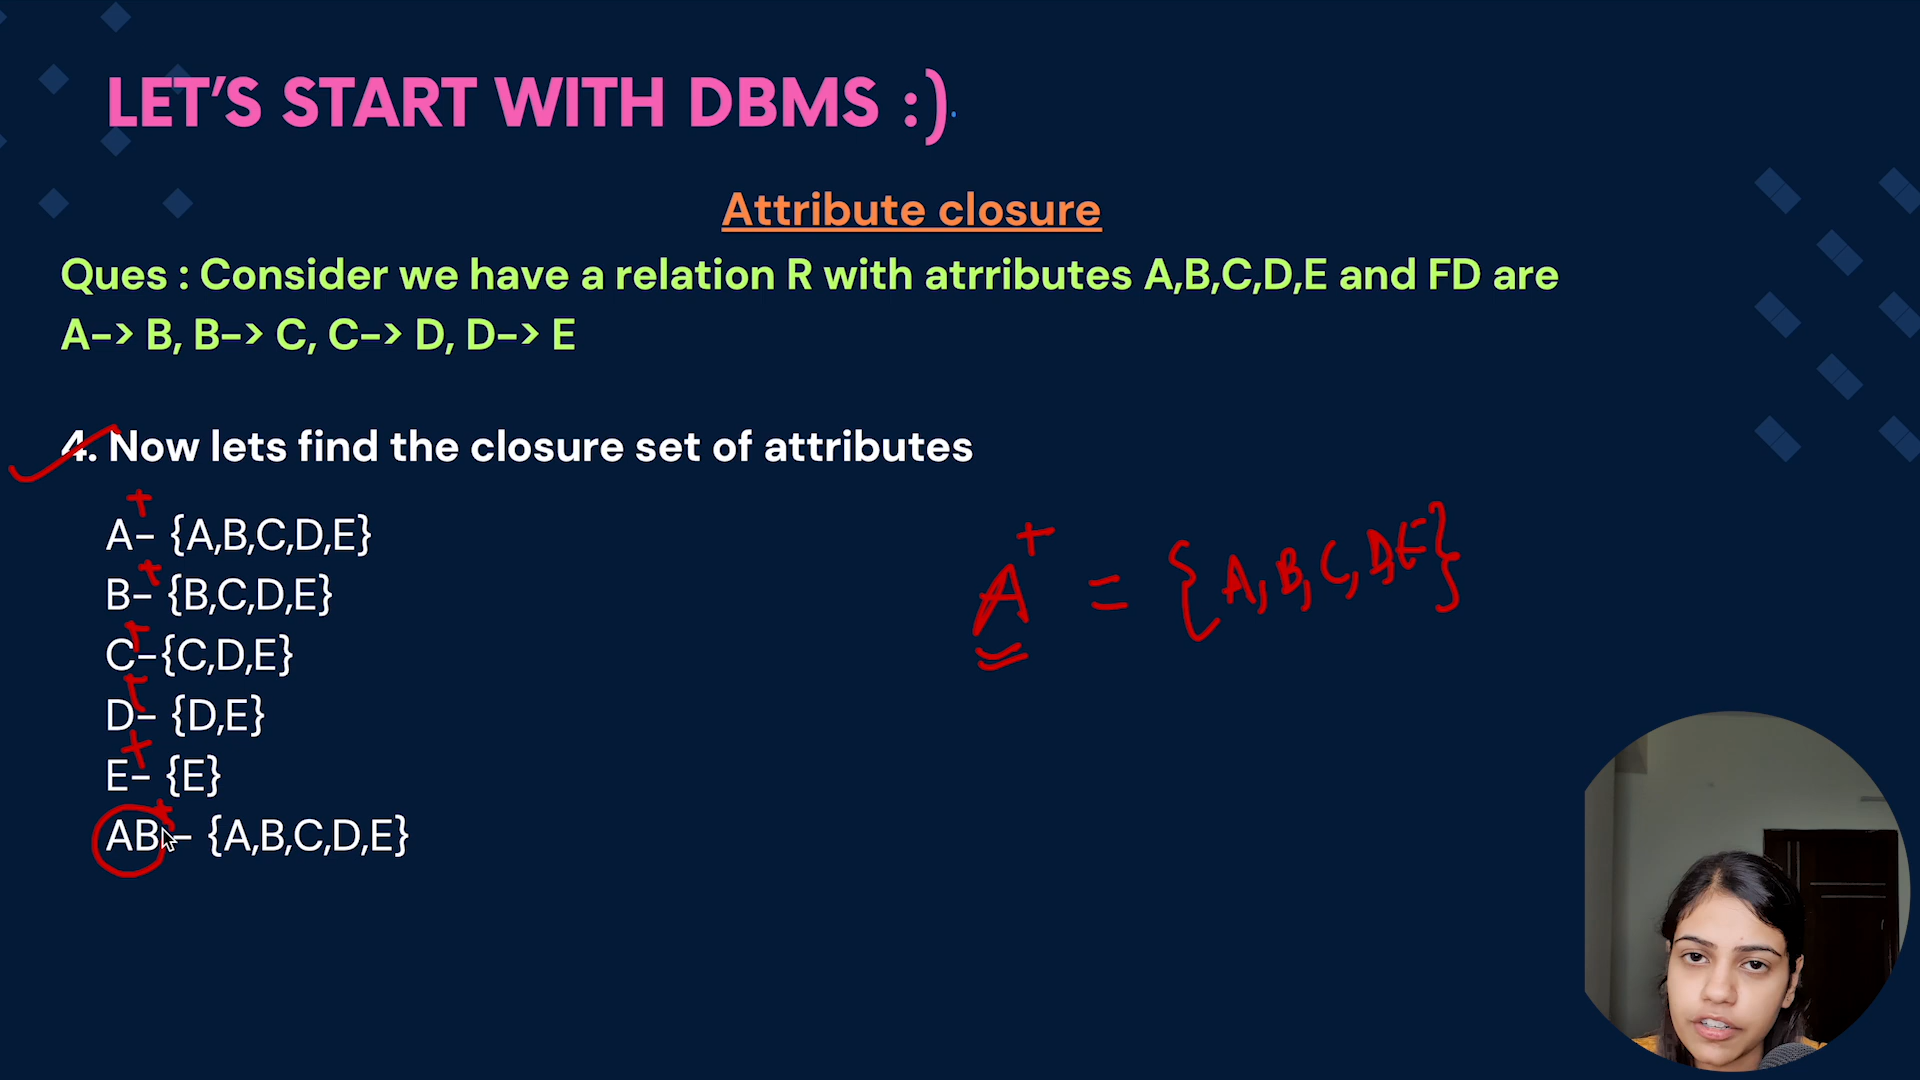 LET'S START WITH DBMS :)
Attribute closure
Ques : Consider we have a relation R with atrributes A,B,C,D,E and FD are
A-> B, B-> C, C-> D, D-> E
4. Now lets find the closure set of attributes
A+- {A,B,C,D,E}
B+- {B,C,D,E}
C+-{C,D,E}
D+- {D,E}
E+- {E}
AB+- {A,B,C,D,E}
A+ = {A, B, C, D, E}